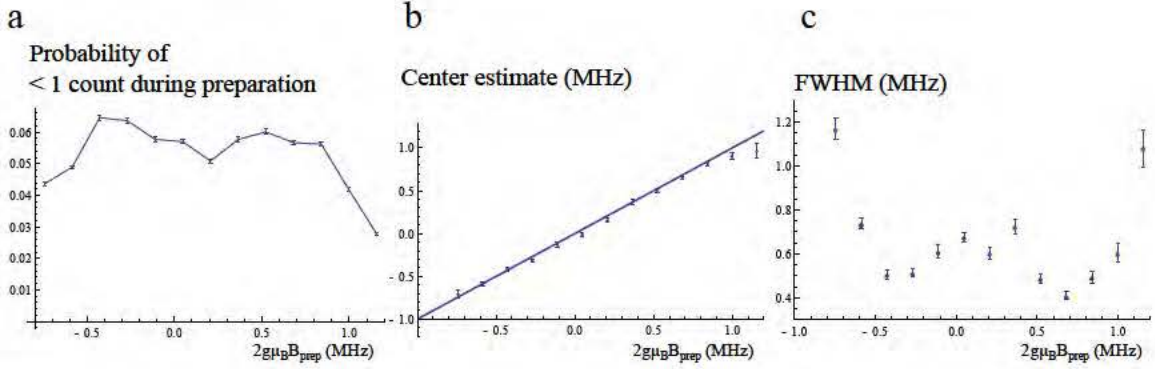 a
Probability of
< 1 count during preparation
0.06
0.05
0.04
0.03
0.02
0.01
- 0.5
0.0
0.5
1.0
2gμBBprep (MHz)
b
Center estimate (MHz)
1.0
0.5
0.0
- 0.5
- 1.0
- 0.5
0.0
0.5
1.0
2gμBBprep (MHz)
c
FWHM (MHz)
1.2
1.0
0.8
0.6
0.4
- 1.0
- 0.5
0.0
0.5
1.0
2gμBBprep (MHz)